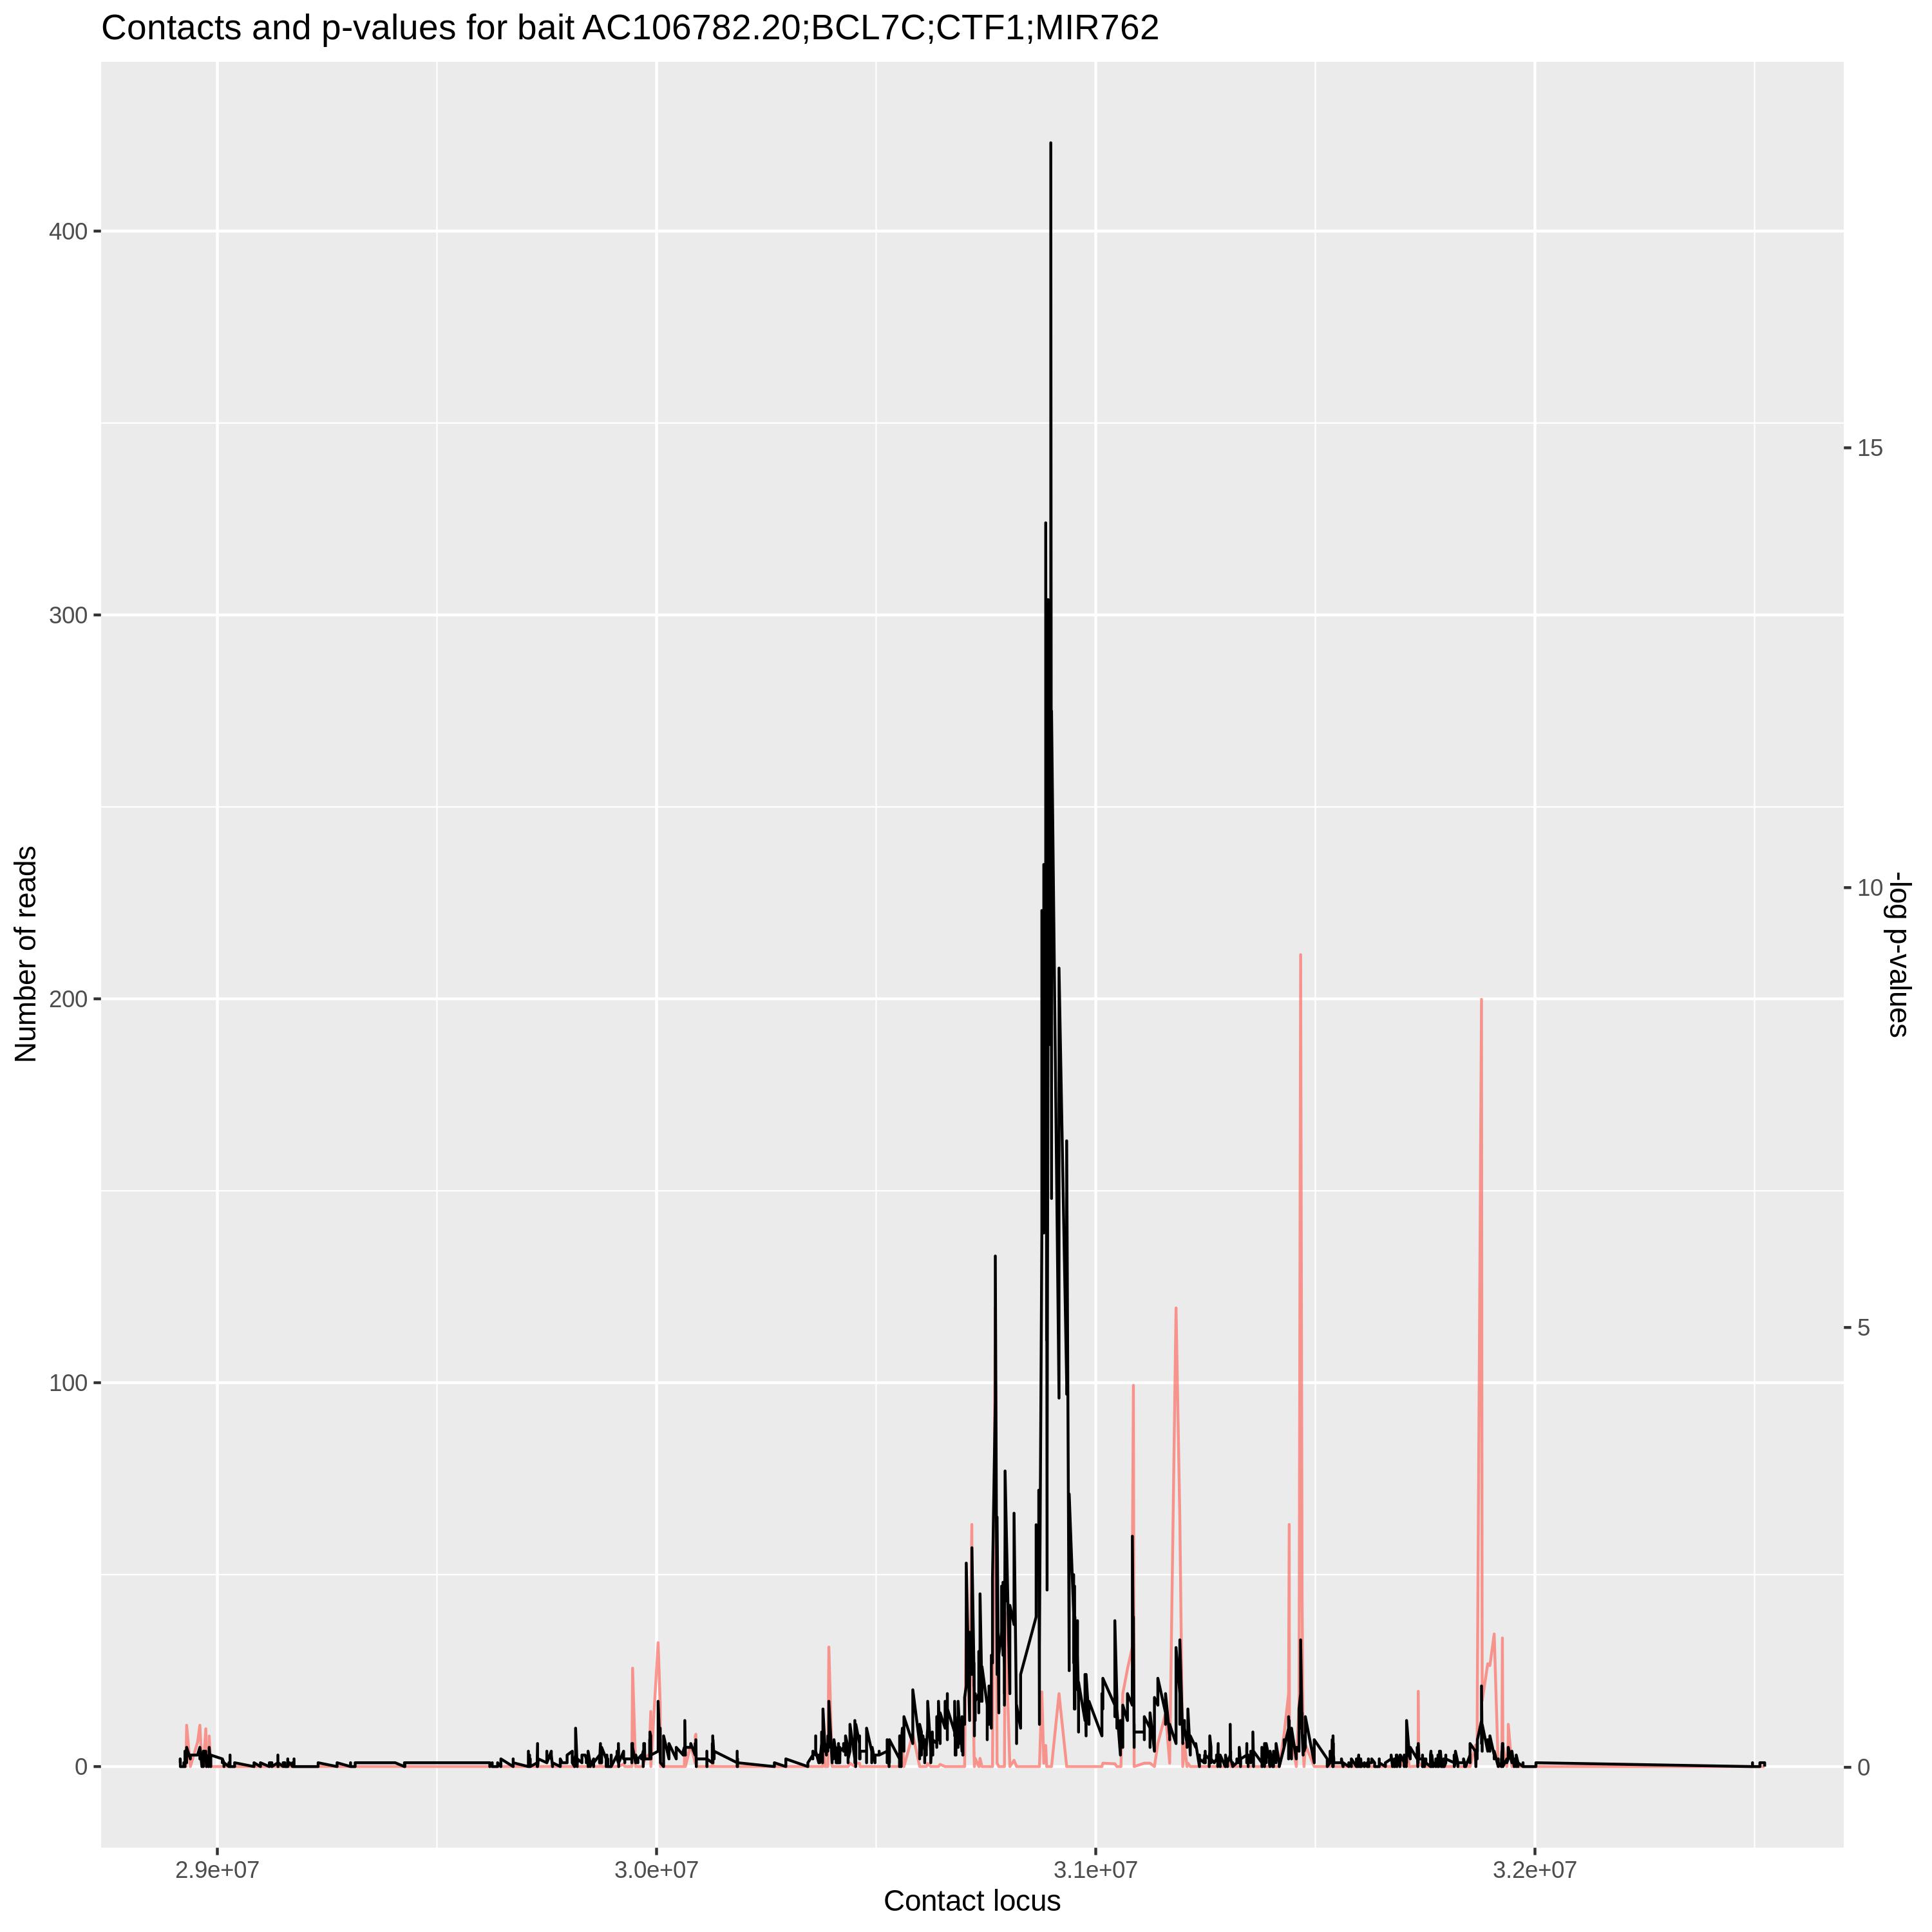 Contacts and p-values for bait AC106782.20;BCL7C;CTF1;MIR762
400
300
200
100
0
Number of reads
15
10
5
0
-log p-values
2.9e+07
3.0e+07
3.1e+07
3.2e+07
Contact locus